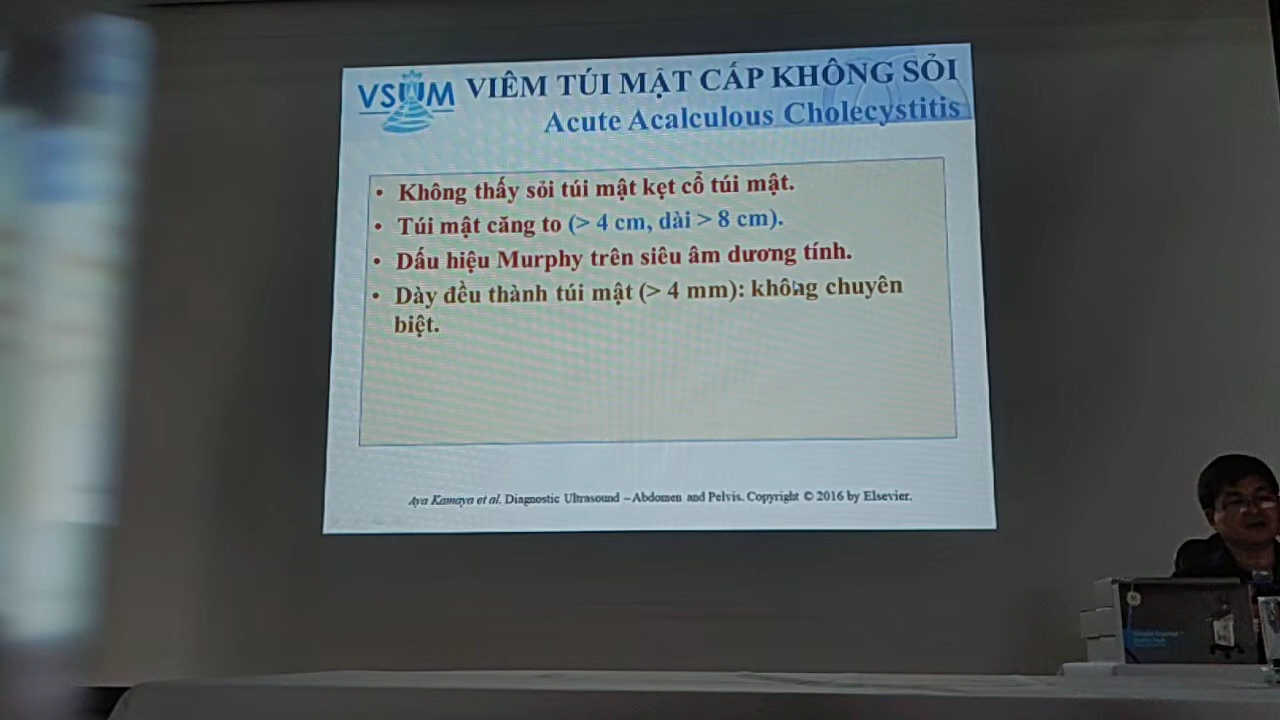 VSUM
VIÊM TÚI MẬT CẤP KHÔNG SỎI
Acute Acalculous Cholecystitis
• Không thấy sỏi túi mật kẹt cổ túi mật.
• Túi mật căng to (> 4 cm, dài > 8 cm).
• Dấu hiệu Murphy trên siêu âm dương tính.
• Dày đều thành túi mật (> 4 mm): không chuyên
biệt.
Aya Kamaya et al. Diagnostic Ultrasound – Abdomen and Pelvis. Copyright © 2016 by Elsevier.